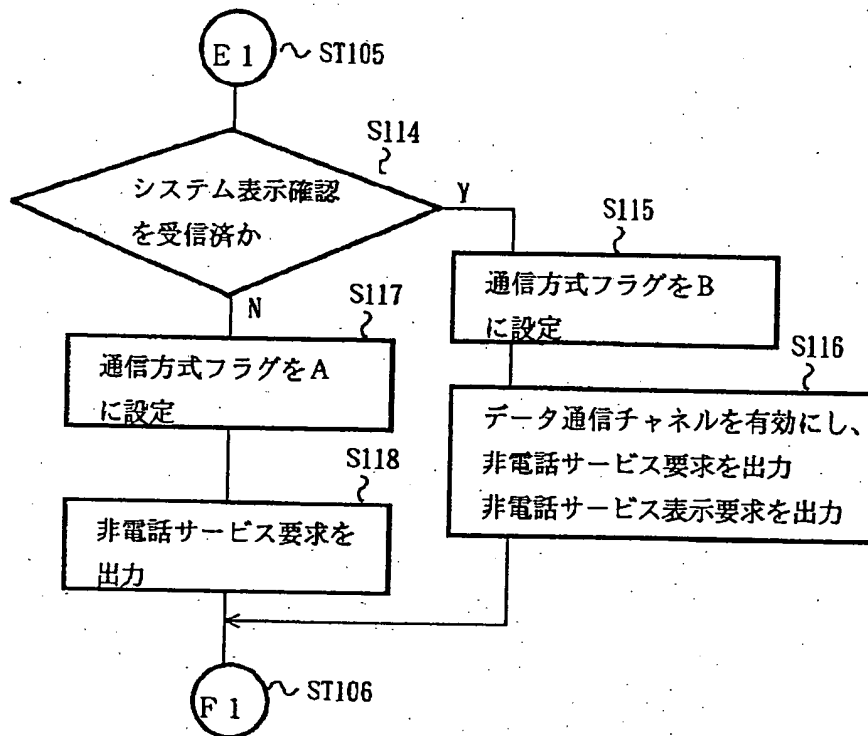 E1
ST105
S114
システム表示確認
を受信済か
Y
N
S115
通信方式フラグをB
に設定
S117
通信方式フラグをA
に設定
S116
データ通信チャネルを有効にし、
非電話サービス要求を出力
非電話サービス表示要求を出力
S118
非電話サービス要求を
出力
F1
ST106